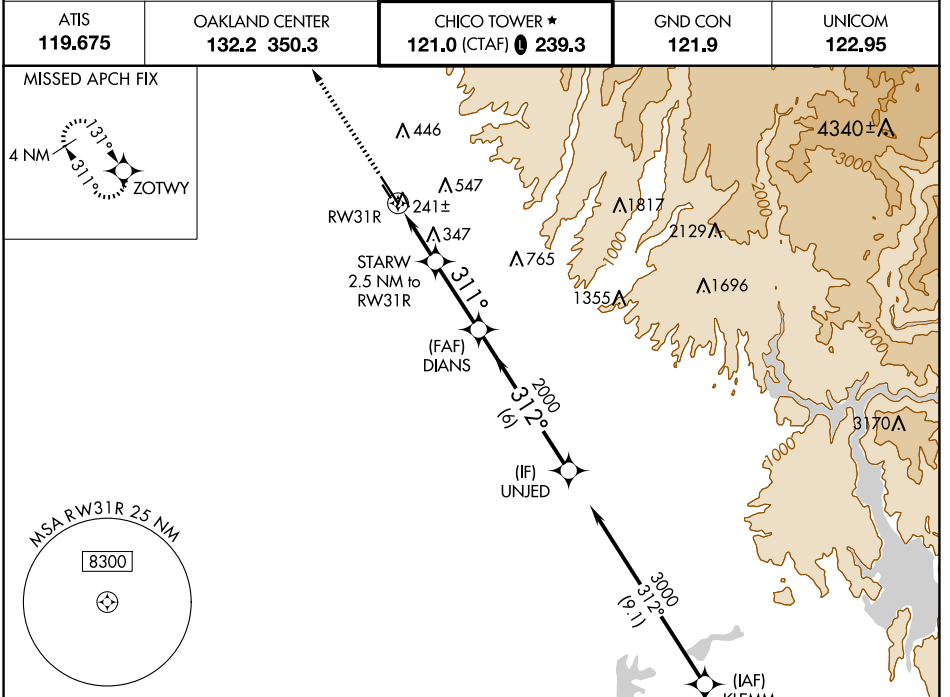 ATIS
119.675
OAKLAND CENTER
132.2 350.3
CHICO TOWER ★
121.0 (CTAF) L 239.3
GND CON
121.9
UNICOM
122.95
MISSED APCH FIX
4 NM
131°
311°
ZOTWY
446
547
RW31R
241±
347
STARW
2.5 NM to
RW31R
765
311°
(FAF)
DIANS
2000
312°
(6)
(IF)
UNJED
3000
312°
(9.1)
(IAF)
4340±
3000
2000
1817
2129
1000
1355
1696
2000
3170
1000
MSA RW31R 25 NM
8300